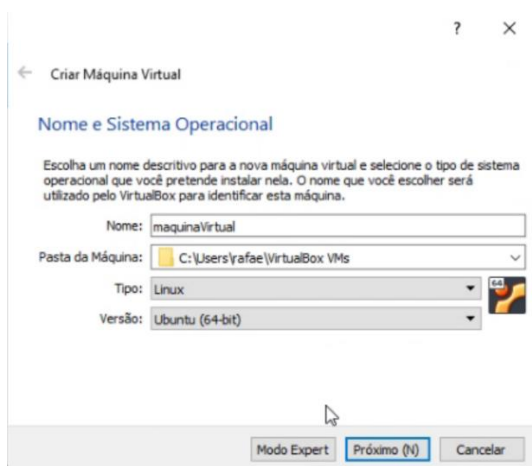 ?
Criar Máquina Virtual
Nome e Sistema Operacional
Escolha um nome descritivo para a nova máquina virtual e selecione o tipo de sistema
operacional que você pretende instalar nela. O nome que você escolher será
utilizado pelo VirtualBox para identificar esta máquina.
Nome: maquinaVirtual
Pasta da Máquina: C:\Users\rafae\VirtualBox VMs
Tipo: Linux
64
Versão: Ubuntu (64-bit)
Modo Expert Próximo (N) Cancelar